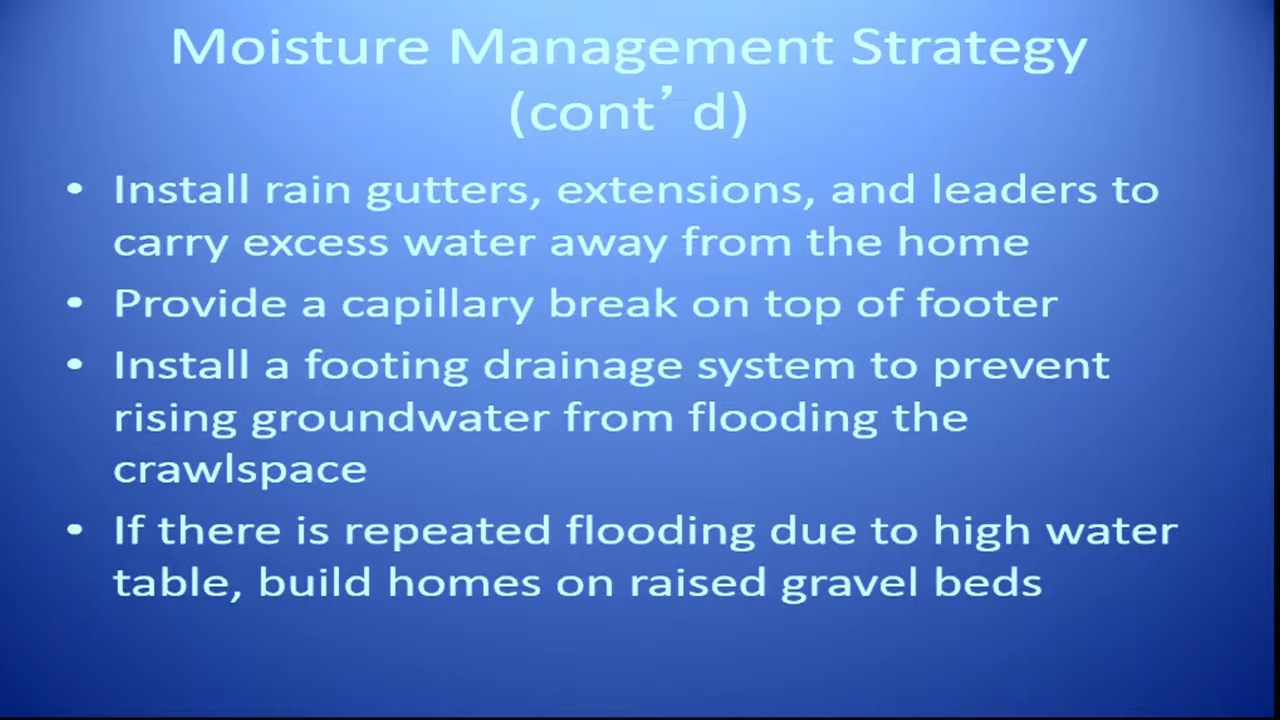 Moisture Management Strategy
(cont’ d)
• Install rain gutters, extensions, and leaders to
carry excess water away from the home
• Provide a capillary break on top of footer
• Install a footing drainage system to prevent
rising groundwater from flooding the
crawlspace
• If there is repeated flooding due to high water
table, build homes on raised gravel beds